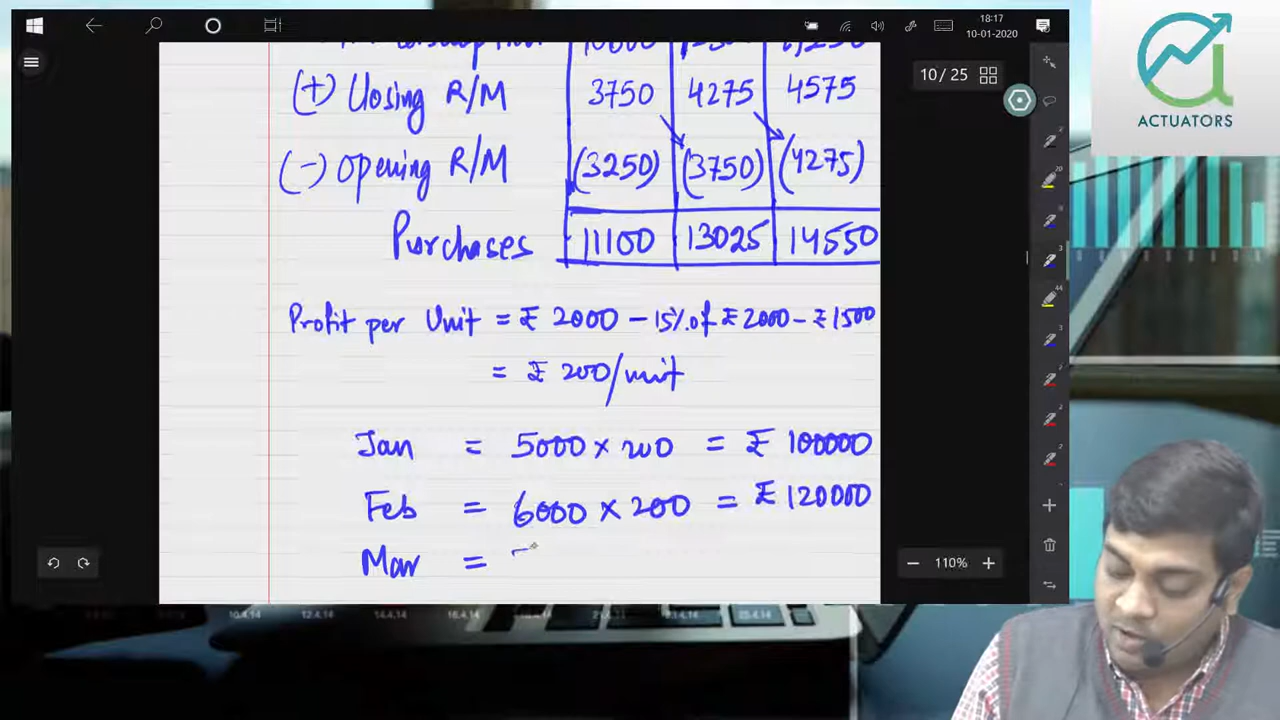 18:17
10-01-2020
10 / 25
ACTUATORS
(+) Closing R/M 3750 4275 4575
(-) Opening R/M (3250) (3750) (4275)
Purchases 11100 13025 14550
Profit per Unit = ₹ 2000 - 15% of ₹ 2000 - ₹ 1500
= ₹ 200/unit
Jan = 5000 × 200 = ₹ 100000
Feb = 6000 × 200 = ₹ 120000
Mar =
110%